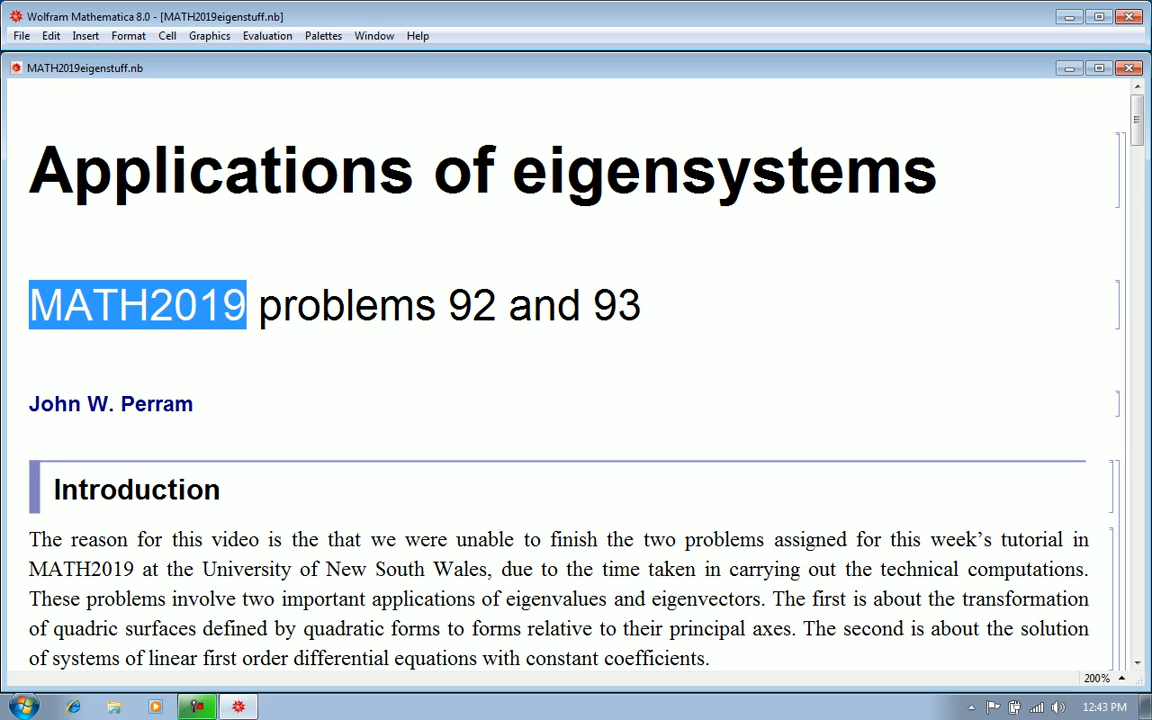 Wolfram Mathematica 8.0 - [MATH2019eigenstuff.nb]
File Edit Insert Format Cell Graphics Evaluation Palettes Window Help
MATH2019eigenstuff.nb
Applications of eigensystems
MATH2019 problems 92 and 93
John W. Perram
Introduction
The reason for this video is the that we were unable to finish the two problems assigned for this week's tutorial in
MATH2019 at the University of New South Wales, due to the time taken in carrying out the technical computations.
These problems involve two important applications of eigenvalues and eigenvectors. The first is about the transformation
of quadric surfaces defined by quadratic forms to forms relative to their principal axes. The second is about the solution
of systems of linear first order differential equations with constant coefficients.
200%
12:43 PM